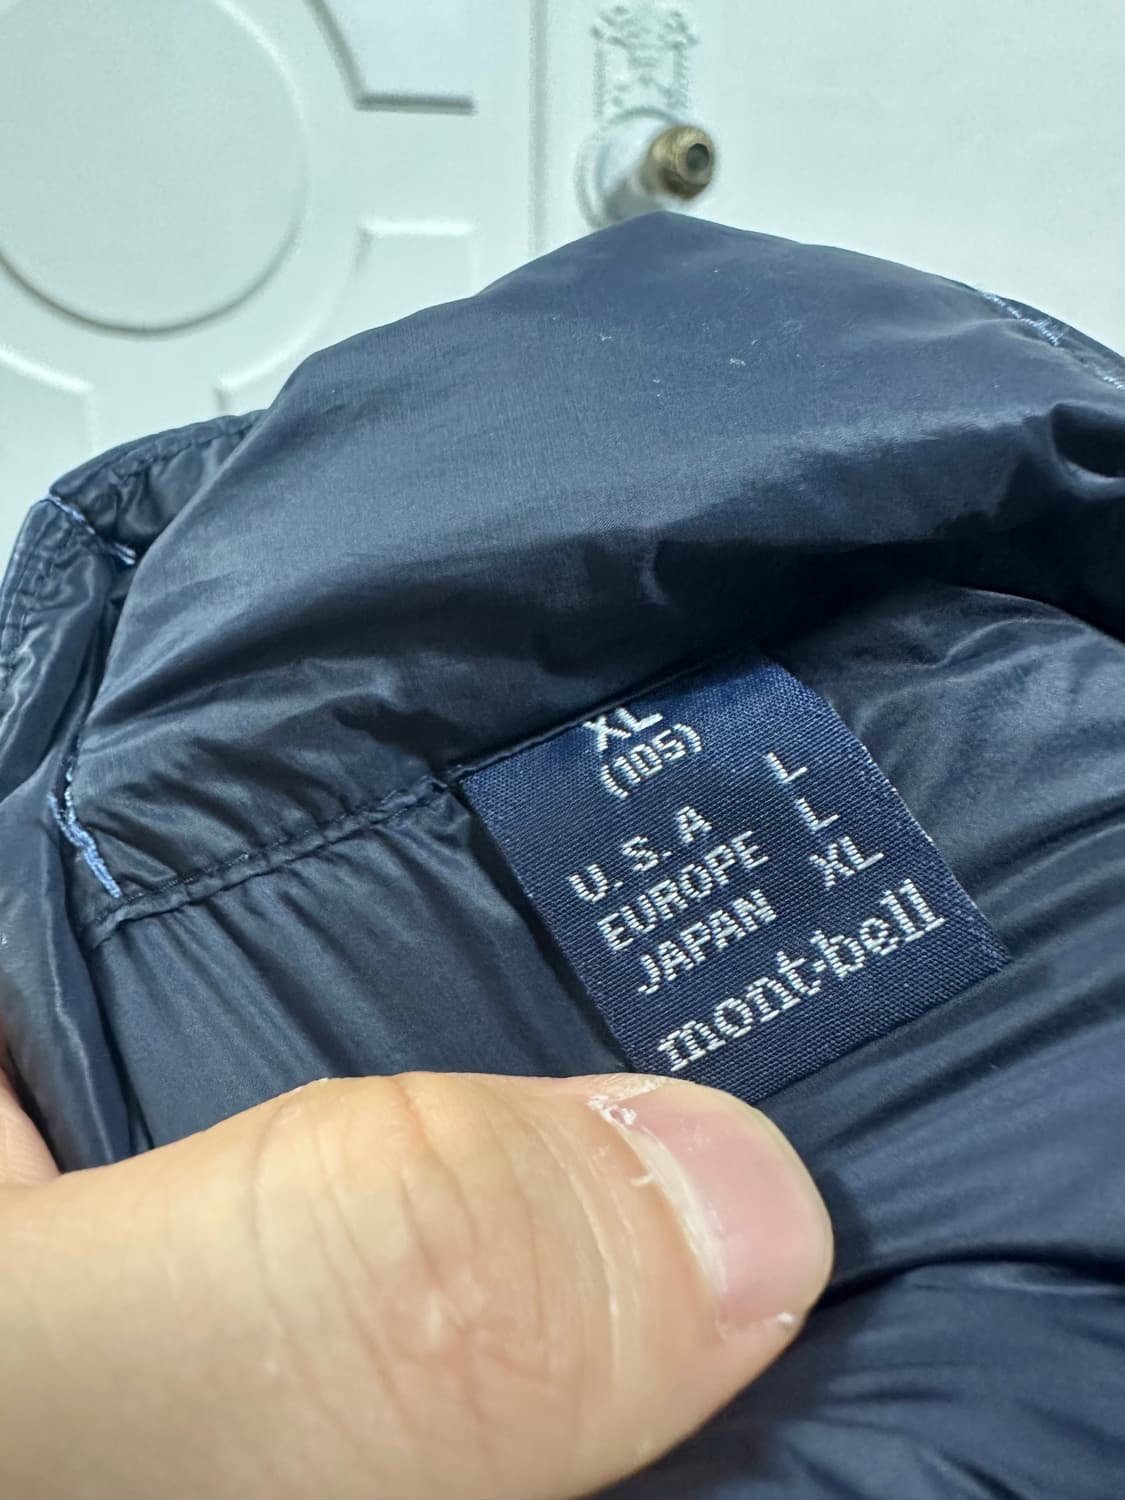 XL
(105)
U.S.A L
EUROPE L
JAPAN XL
mont-bell